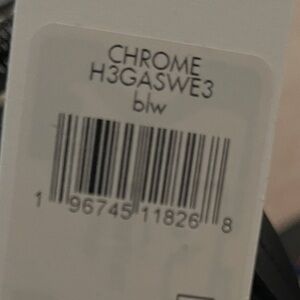 CHROME
H3GASWE3
blw
1 96745 11826 8